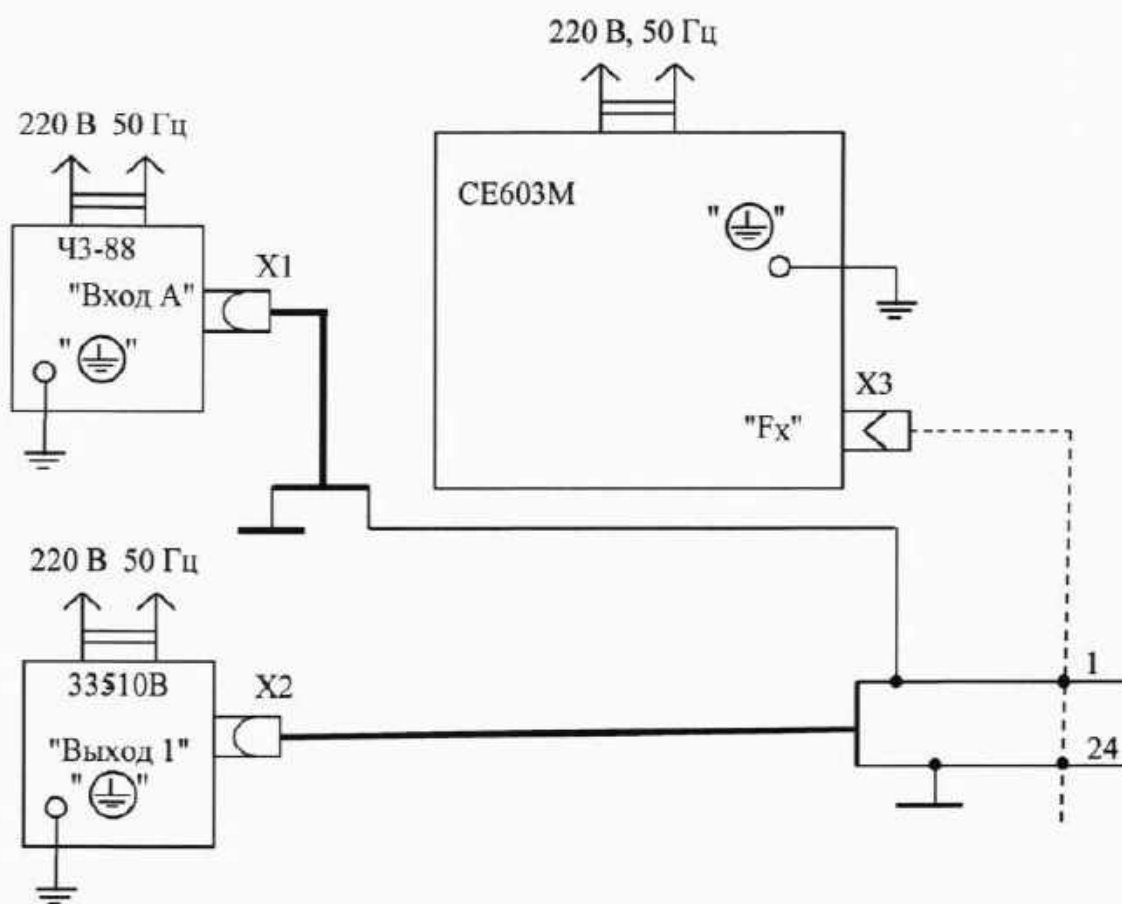 220 В, 50 Гц
220 В 50 Гц
СЕ603М
" "
ЧЗ-88
X1
"Вход А"
" "
X3
"Fx"
220 В 50 Гц
33510В
X2
1
"Выход 1"
24
" "